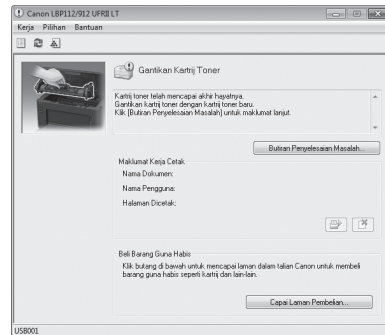 Canon LBP112/912 UFRII LT
Kerja Pilihan Bantuan
Gantikan Kartrij Toner
Kartrij toner telah mencapai akhir hayatnya.
Gantikan kartrij toner dengan kartrij toner baru.
Klik [Butiran Penyelesaian Masalah] untuk maklumat lanjut.
Butiran Penyelesaian Masalah...
Maklumat Kerja Cetak
Nama Dokumen:
Nama Pengguna:
Halaman Dicetak:
Beli Barang Guna Habis
Klik butang di bawah untuk mencapai laman dalam talian Canon untuk membeli
barang guna habis seperti kartrij dan lain-lain.
Capai Laman Pembelian...
USB001